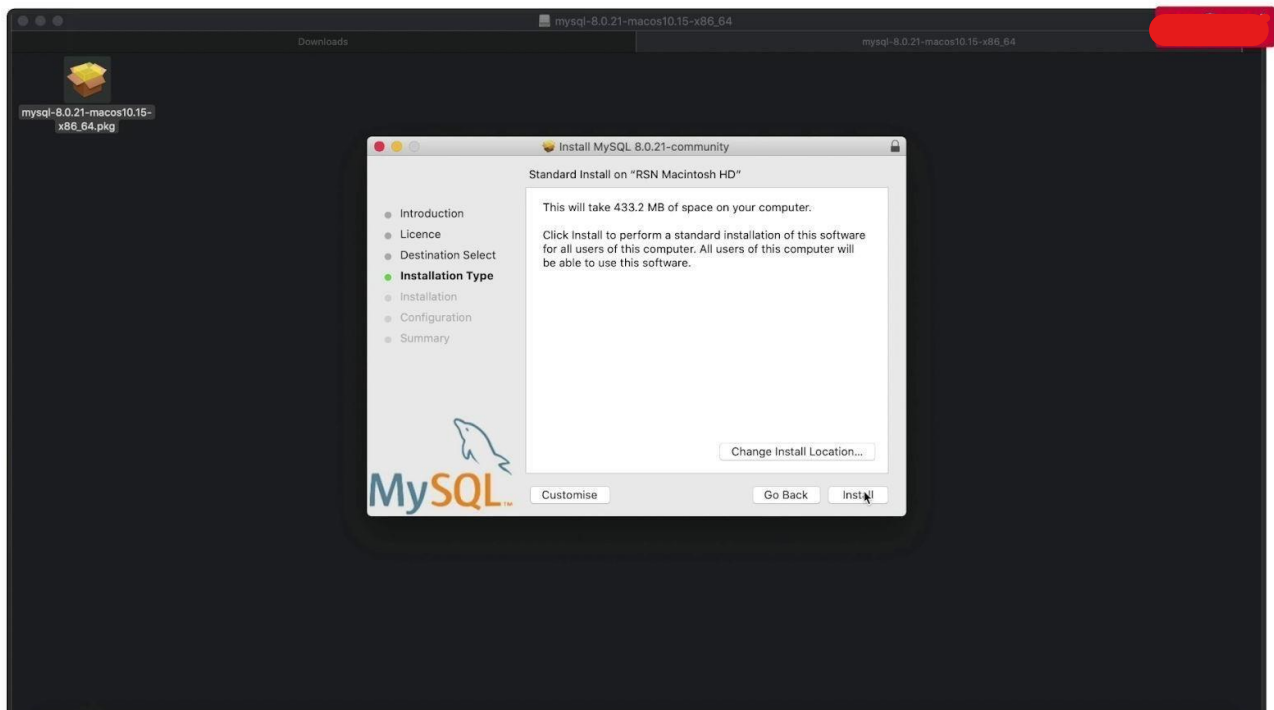 mysql-8.0.21-macos10.15-x86_64
Downloads
mysql-8.0.21-macos10.15-x86_64
mysql-8.0.21-macos10.15-
x86_64.pkg
Install MySQL 8.0.21-community
Standard Install on “RSN Macintosh HD”
Introduction
Licence
Destination Select
Installation Type
Installation
Configuration
Summary
This will take 433.2 MB of space on your computer.
Click Install to perform a standard installation of this software
for all users of this computer. All users of this computer will
be able to use this software.
Change Install Location...
MySQL™
Customise
Go Back
Install